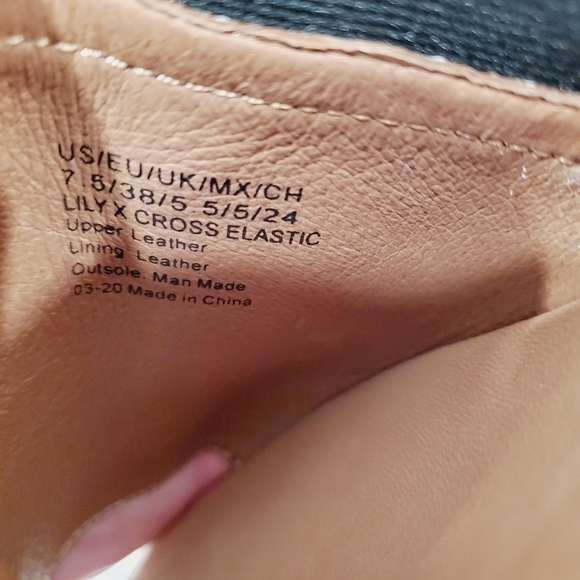 US/EU/UK/MX/CH
7.5/38/5.5/5/24
LILY X CROSS ELASTIC
Upper Leather
Lining Leather
Outsole. Man Made
03-20 Made in China